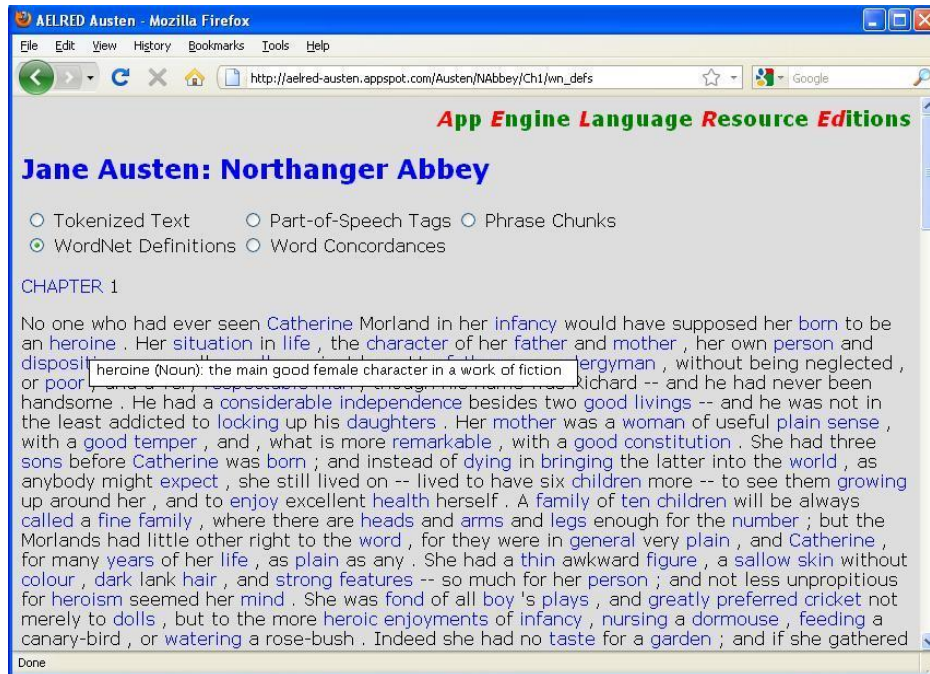 AELRED Austen - Mozilla Firefox
File Edit View History Bookmarks Tools Help
http://aelred-austen.appspot.com/Austen/NAbbey/Ch1/wn_defs
Google
App Engine Language Resource Editions
Jane Austen: Northanger Abbey
Tokenized Text Part-of-Speech Tags Phrase Chunks
WordNet Definitions Word Concordances
CHAPTER 1
No one who had ever seen Catherine Morland in her infancy would have supposed her born to be
an heroine . Her situation in life , the character of her father and mother , her own person and
heroine (Noun): the main good female character in a work of fiction
, without being neglected ,
or poor
Richard -- and he had never been
handsome . He had a considerable independence besides two good livings -- and he was not in
the least addicted to locking up his daughters . Her mother was a woman of useful plain sense ,
with a good temper , and , what is more remarkable , with a good constitution . She had three
sons before Catherine was born ; and instead of dying in bringing the latter into the world , as
anybody might expect , she still lived on -- lived to have six children more -- to see them growing
up around her , and to enjoy excellent health herself . A family of ten children will be always
called a fine family , where there are heads and arms and legs enough for the number ; but the
Morlands had little other right to the word , for they were in general very plain , and Catherine ,
for many years of her life , as plain as any . She had a thin awkward figure , a sallow skin without
colour , dark lank hair , and strong features -- so much for her person ; and not less unpropitious
for heroism seemed her mind . She was fond of all boy 's plays , and greatly preferred cricket not
merely to dolls , but to the more heroic enjoyments of infancy , nursing a dormouse , feeding a
canary-bird , or watering a rose-bush . Indeed she had no taste for a garden ; and if she gathered
Done